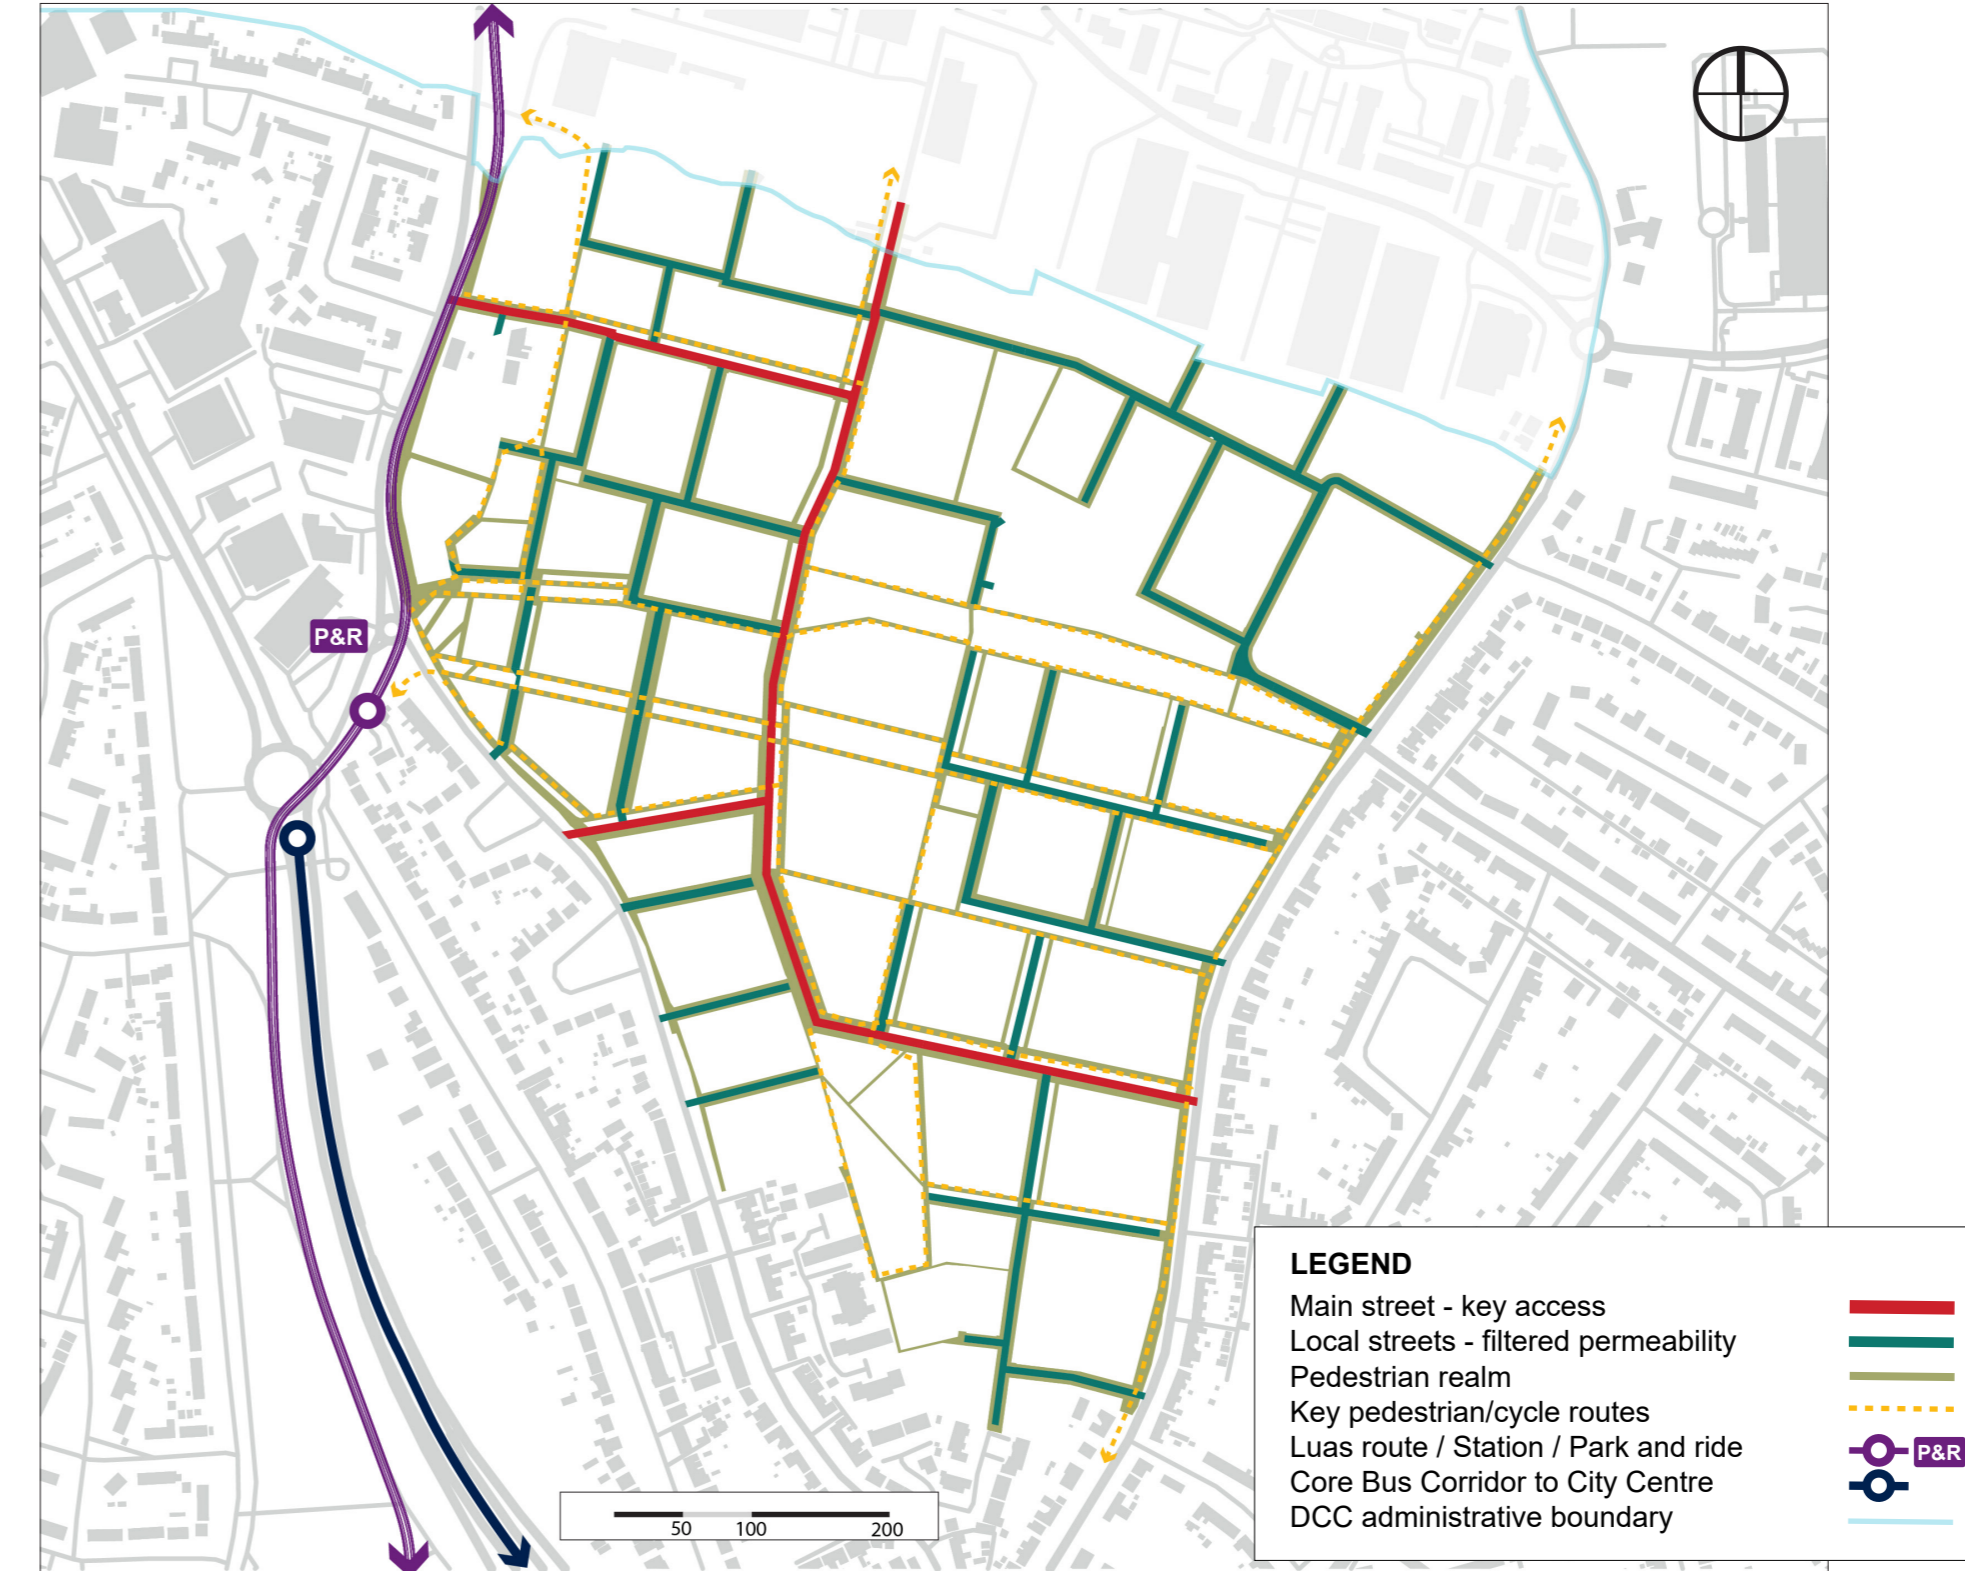 P&R
LEGEND
Main street - key access
Local streets - filtered permeability
Pedestrian realm
Key pedestrian/cycle routes
Luas route / Station / Park and ride P&R
Core Bus Corridor to City Centre
DCC administrative boundary
50 100 200